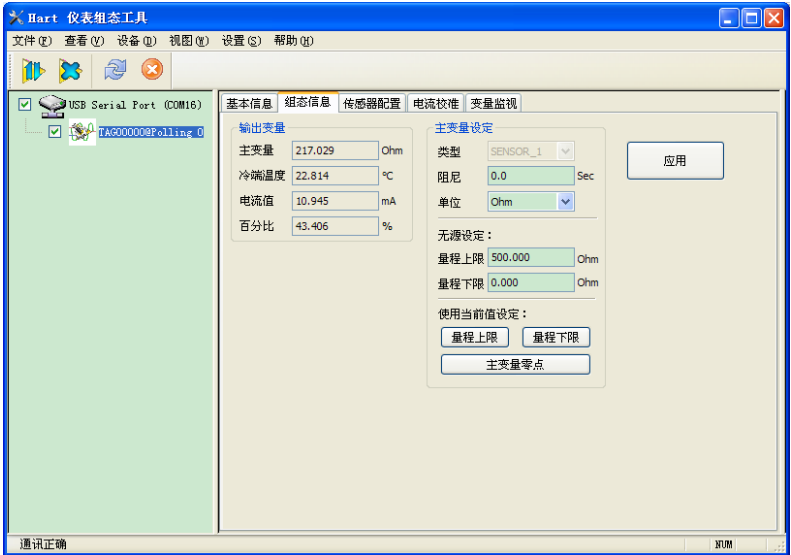 Hart 仪表组态工具
文件(F) 查看(V) 设备(D) 视图(W) 设置(S) 帮助(H)
USB Serial Port (COM16)
TAG00000@Polling 0
基本信息 组态信息 传感器配置 电流校准 变量监视
输出变量
主变量 217.029 Ohm
冷端温度 22.814 °C
电流值 10.945 mA
百分比 43.406 %
主变量设定
类型 SENSOR_1
阻尼 0.0 Sec
单位 Ohm
无源设定：
量程上限 500.000 Ohm
量程下限 0.000 Ohm
使用当前值设定：
量程上限 量程下限
主变量零点
应用
通讯正确 NUM